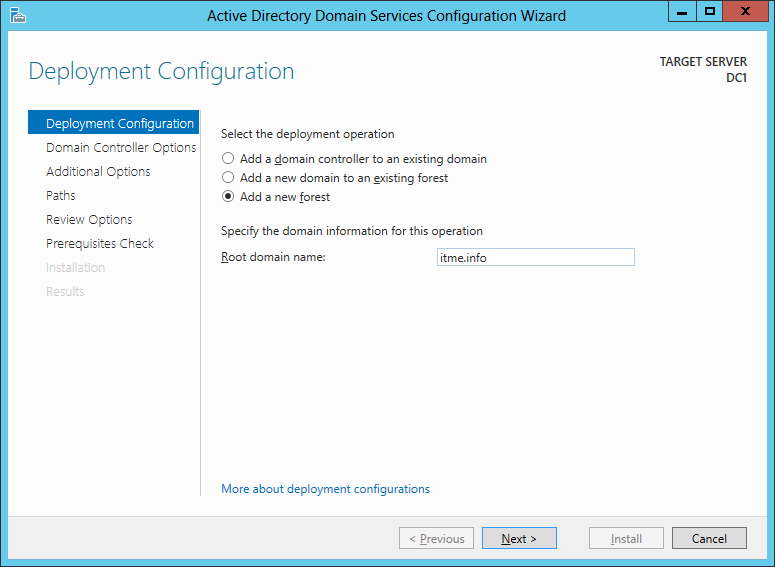 Active Directory Domain Services Configuration Wizard
Deployment Configuration
TARGET SERVER
DC1
Deployment Configuration
Domain Controller Options
Additional Options
Paths
Review Options
Prerequisites Check
Installation
Results
Select the deployment operation
Add a domain controller to an existing domain
Add a new domain to an existing forest
Add a new forest
Specify the domain information for this operation
Root domain name: itme.info
More about deployment configurations
< Previous Next > Install Cancel